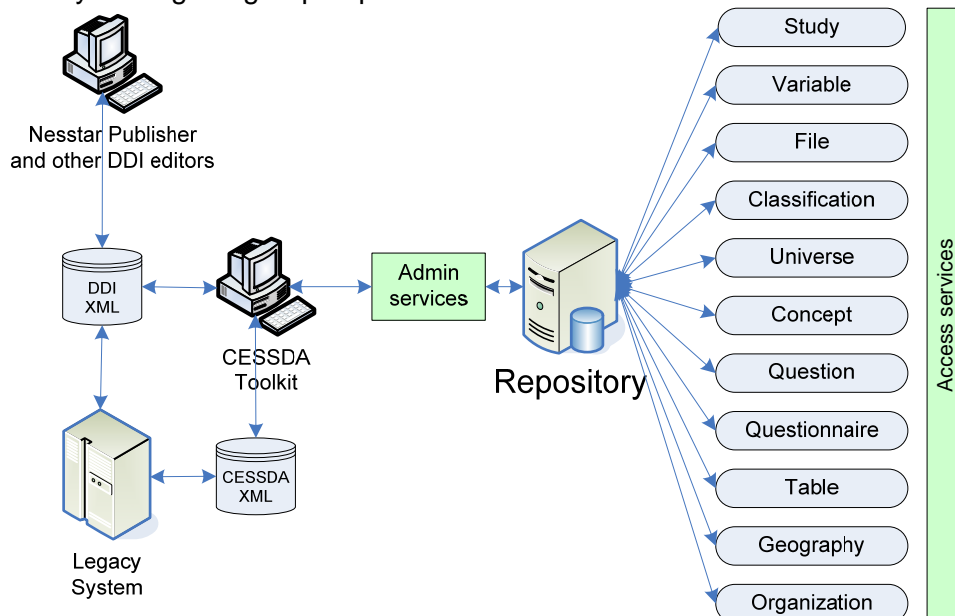 Study
Variable
File
Classification
Universe
Concept
Question
Questionnaire
Table
Geography
Organization
Access services
Nesstar Publisher
and other DDI editors
DDI
XML
CESSDA
Toolkit
Admin
services
Repository
CESSDA
XML
Legacy
System